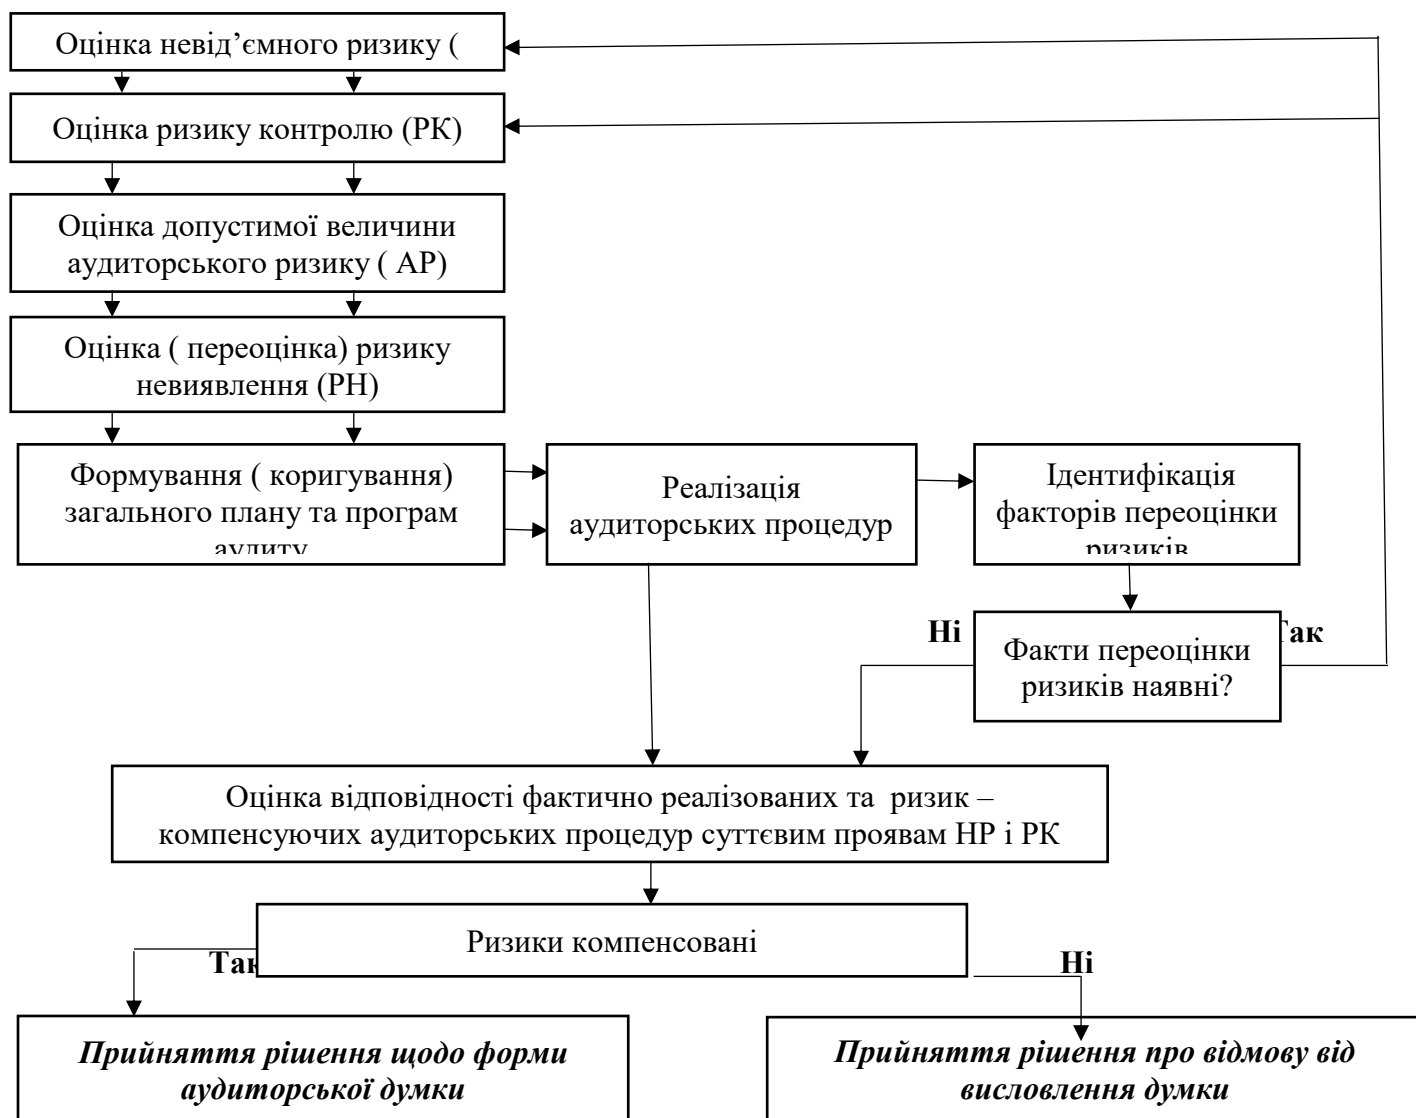 Оцінка невід’ємного ризику (
Оцінка ризику контролю (РК)
Оцінка допустимої величини
аудиторського ризику ( АР)
Оцінка ( переоцінка) ризику
невиявлення (РН)
Формування ( коригування)
загального плану та програм
аудиту
Реалізація
аудиторських процедур
Ідентифікація
факторів переоцінки
ризиків
Ні
Так
Факти переоцінки
ризиків наявні?
Оцінка відповідності фактично реалізованих та ризик –
компенсуючих аудиторських процедур суттєвим проявам НР і РК
Ризики компенсовані
Так
Ні
Прийняття рішення щодо форми
аудиторської думки
Прийняття рішення про відмову від
висловлення думки